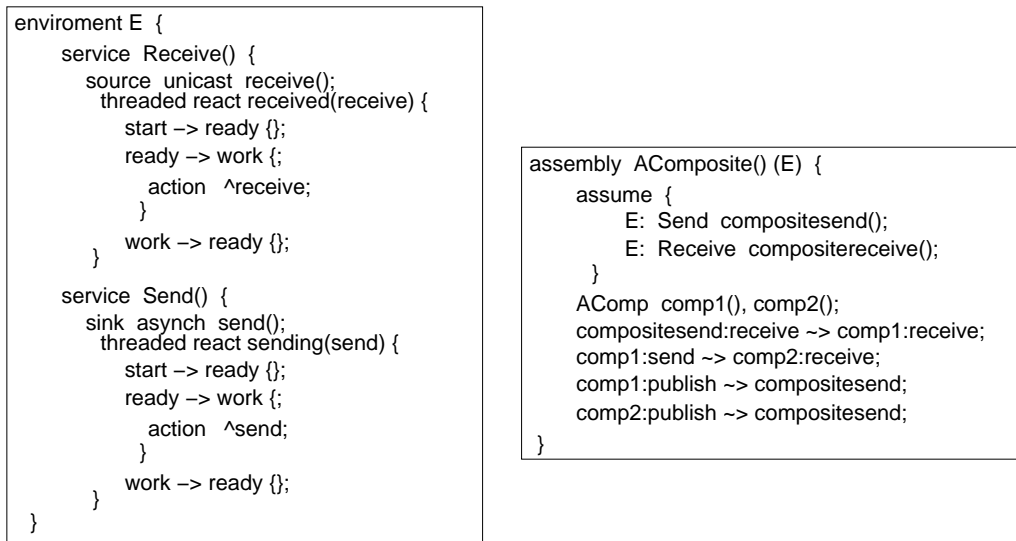 enviroment E {
service Receive() {
source unicast receive();
threaded react received(receive) {
start −> ready {};
ready −> work {;
action ^receive;
}
work −> ready {};
}
service Send() {
sink asynch send();
threaded react sending(send) {
start −> ready {};
ready −> work {;
action ^send;
}
work −> ready {};
}
}
assembly AComposite() (E) {
assume {
E: Send compositesend();
E: Receive compositereceive();
}
AComp comp1(), comp2();
compositesend:receive ~> comp1:receive;
comp1:send ~> comp2:receive;
comp1:publish ~> compositesend;
comp2:publish ~> compositesend;
}